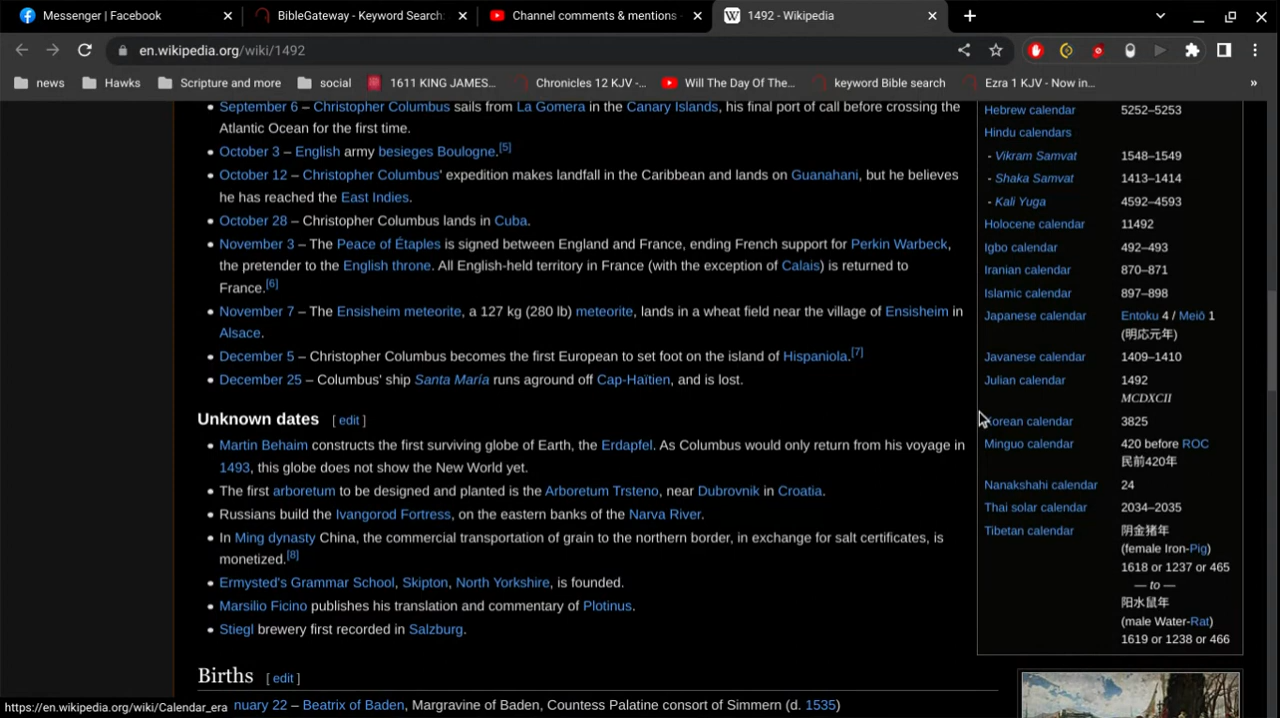 Messenger | Facebook
BibleGateway - Keyword Search:
Channel comments & mentions -
1492 - Wikipedia
en.wikipedia.org/wiki/1492
news
Hawks
Scripture and more
social
1611 KING JAMES...
Chronicles 12 KJV -...
Will The Day Of The...
keyword Bible search
Ezra 1 KJV - Now in...
»
September 6 – Christopher Columbus sails from La Gomera in the Canary Islands, his final port of call before crossing the
Atlantic Ocean for the first time.
October 3 – English army besieges Boulogne.[5]
October 12 – Christopher Columbus' expedition makes landfall in the Caribbean and lands on Guanahani, but he believes
he has reached the East Indies.
October 28 – Christopher Columbus lands in Cuba.
November 3 – The Peace of Étaples is signed between England and France, ending French support for Perkin Warbeck,
the pretender to the English throne. All English-held territory in France (with the exception of Calais) is returned to
France.[6]
November 7 – The Ensisheim meteorite, a 127 kg (280 lb) meteorite, lands in a wheat field near the village of Ensisheim in
Alsace.
December 5 – Christopher Columbus becomes the first European to set foot on the island of Hispaniola.[7]
December 25 – Columbus' ship Santa María runs aground off Cap-Haïtien, and is lost.
Unknown dates [ edit ]
Martin Behaim constructs the first surviving globe of Earth, the Erdapfel. As Columbus would only return from his voyage in
1493, this globe does not show the New World yet.
The first arboretum to be designed and planted is the Arboretum Trsteno, near Dubrovnik in Croatia.
Russians build the Ivangorod Fortress, on the eastern banks of the Narva River.
In Ming dynasty China, the commercial transportation of grain to the northern border, in exchange for salt certificates, is
monetized.[8]
Ermysted's Grammar School, Skipton, North Yorkshire, is founded.
Marsilio Ficino publishes his translation and commentary of Plotinus.
Stiegl brewery first recorded in Salzburg.
Births [ edit ]
nuary 22 – Beatrix of Baden, Margravine of Baden, Countess Palatine consort of Simmern (d. 1535)
Hebrew calendar 5252–5253
Hindu calendars
- Vikram Samvat 1548–1549
- Shaka Samvat 1413–1414
- Kali Yuga 4592–4593
Holocene calendar 11492
Igbo calendar 492–493
Iranian calendar 870–871
Islamic calendar 897–898
Japanese calendar Entoku 4 / Meiō 1
(明応元年)
Javanese calendar 1409–1410
Julian calendar 1492
MCDXCII
Korean calendar 3825
Minguo calendar 420 before ROC
民前420年
Nanakshahi calendar 24
Thai solar calendar 2034–2035
Tibetan calendar 阴金猪年
(female Iron-Pig)
1618 or 1237 or 465
— to —
阳水鼠年
(male Water-Rat)
1619 or 1238 or 466
https://en.wikipedia.org/wiki/Calendar_era